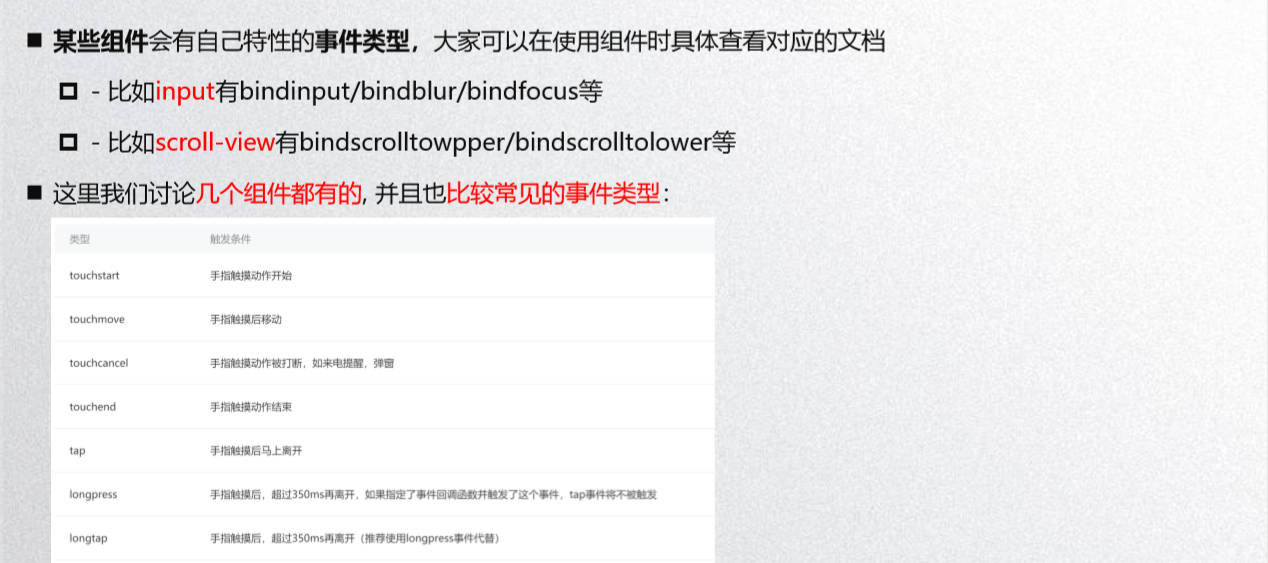 某些组件会有自己特性的事件类型，大家可以在使用组件时具体查看对应的文档
- 比如input有bindinput/bindblur/bindfocus等
- 比如scroll-view有bindscrolltowpper/bindscrolltolower等
这里我们讨论几个组件都有的, 并且也比较常见的事件类型：
类型 触发条件
touchstart 手指触摸动作开始
touchmove 手指触摸后移动
touchcancel 手指触摸动作被打断，如来电提醒，弹窗
touchend 手指触摸动作结束
tap 手指触摸后马上离开
longpress 手指触摸后，超过350ms再离开，如果指定了事件回调函数并触发了这个事件，tap事件将不被触发
longtap 手指触摸后，超过350ms再离开（推荐使用longpress事件代替）